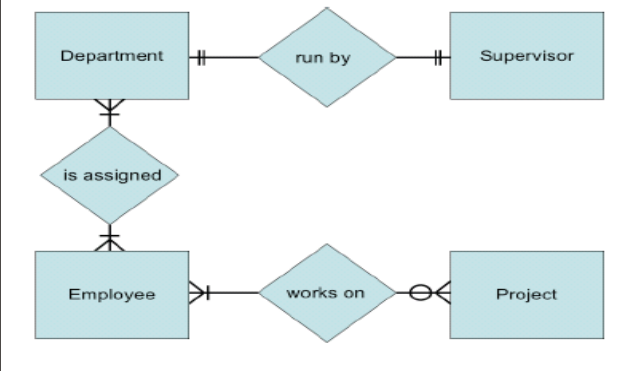 Department
run by
Supervisor
is assigned
Employee
works on
Project